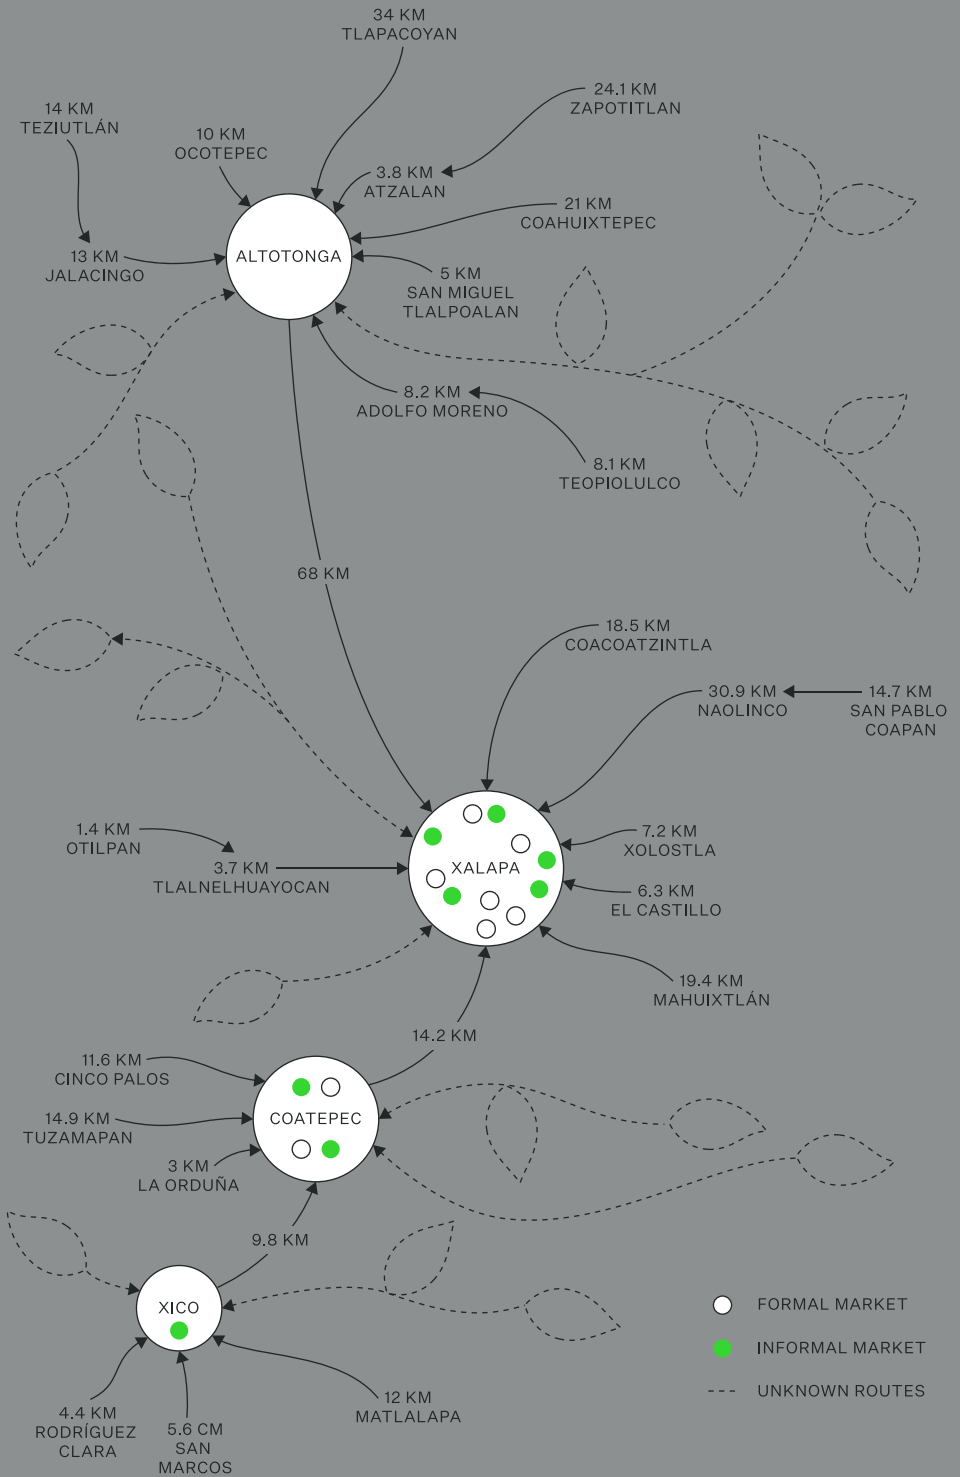 34 KM
TLAPACOYAN
24.1 KM
ZAPOTITLAN
14 KM
TEZIUTLÁN
10 KM
OCOTEPEC
3.8 KM
ATZALAN
21 KM
COAHUIXTEPEC
ALTOTONGA
13 KM
JALACINGO
5 KM
SAN MIGUEL
TLALPOALAN
8.2 KM
ADOLFO MORENO
8.1 KM
TEOPIOLULCO
68 KM
18.5 KM
COACOATZINTLA
30.9 KM
NAOLINCO
14.7 KM
SAN PABLO
COAPAN
1.4 KM
OTILPAN
3.7 KM
TLALNELHUAYOCAN
XALAPA
7.2 KM
XOLOSTLA
6.3 KM
EL CASTILLO
19.4 KM
MAHUIXTLÁN
14.2 KM
11.6 KM
CINCO PALOS
14.9 KM
TUZAMAPAN
COATEPEC
3 KM
LA ORDUÑA
9.8 KM
XICO
4.4 KM
RODRÍGUEZ
CLARA
5.6 CM
SAN
MARCOS
12 KM
MATLALAPA
FORMAL MARKET
INFORMAL MARKET
UNKNOWN ROUTES